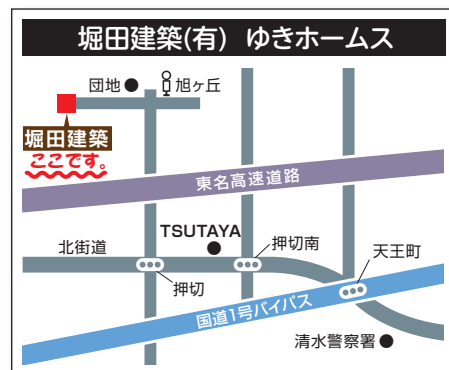 堀田建築(有) ゆきホームス
団地
旭ヶ丘
堀田建築
ここです。
東名高速道路
TSUTAYA
北街道
押切南
天王町
押切
国道1号バイパス
清水警察署